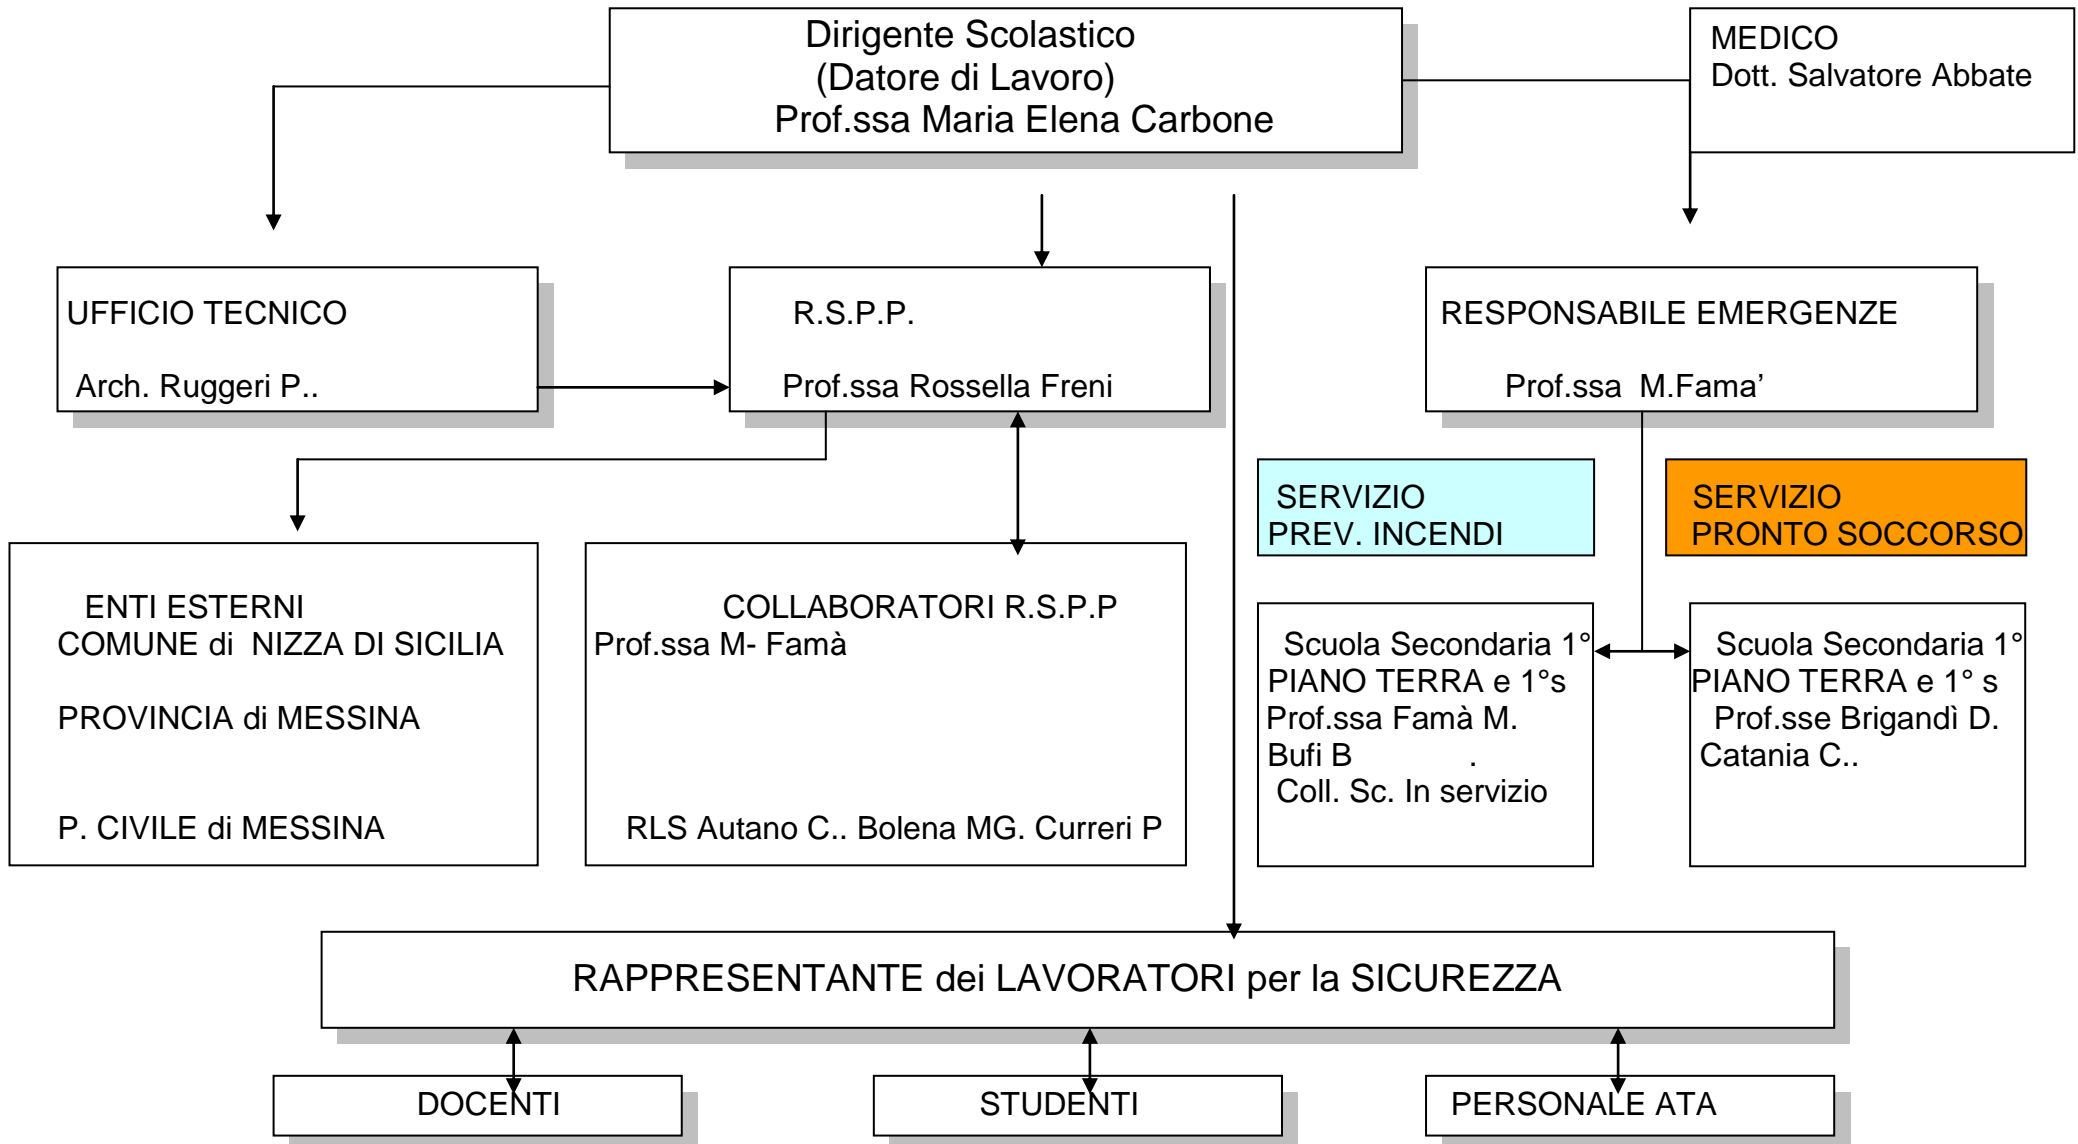 Dirigente Scolastico
(Datore di Lavoro)
Prof.ssa Maria Elena Carbone
MEDICO
Dott. Salvatore Abbate
UFFICIO TECNICO
Arch. Ruggeri P..
R.S.P.P.
Prof.ssa Rossella Freni
RESPONSABILE EMERGENZE
Prof.ssa M.Fama’
SERVIZIO
PREV. INCENDI
SERVIZIO
PRONTO SOCCORSO
ENTI ESTERNI
COMUNE di NIZZA DI SICILIA
PROVINCIA di MESSINA
P. CIVILE di MESSINA
COLLABORATORI R.S.P.P
Prof.ssa M- Famà
RLS Autano C.. Bolena MG. Curreri P
Scuola Secondaria 1°
PIANO TERRA e 1°s
Prof.ssa Famà M.
Bufi B .
Coll. Sc. In servizio
Scuola Secondaria 1°
PIANO TERRA e 1° s
Prof.sse Brigandì D.
Catania C..
RAPPRESENTANTE dei LAVORATORI per la SICUREZZA
DOCENTI
STUDENTI
PERSONALE ATA